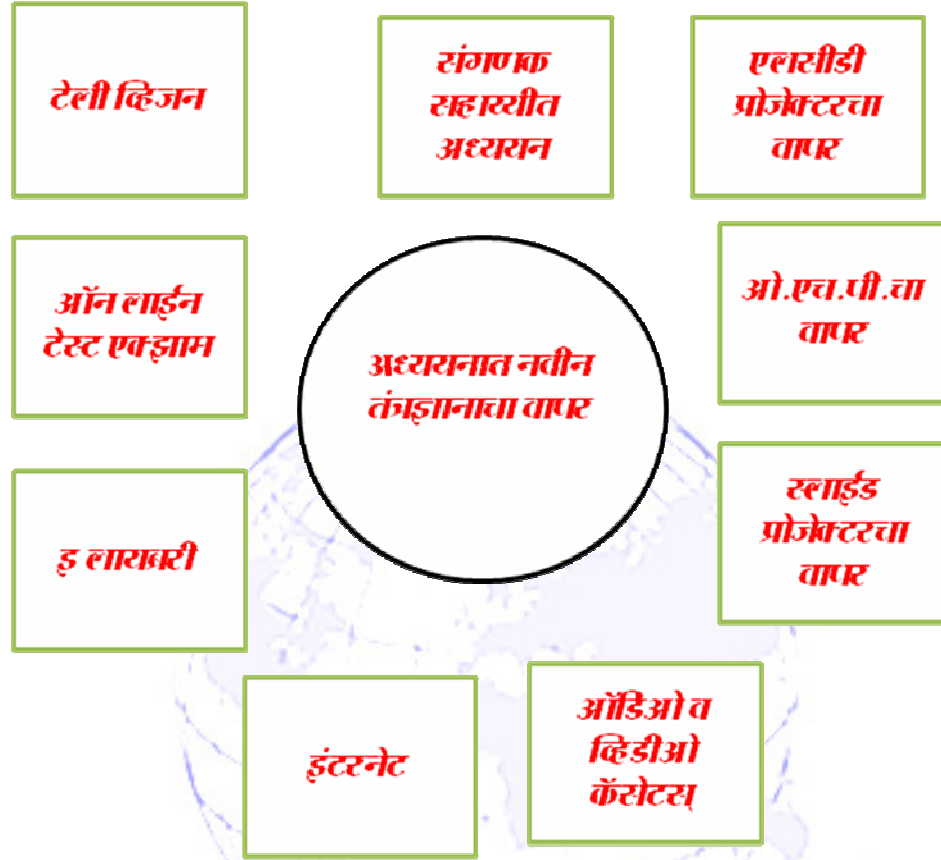 टेली व्हिजन
संगणक
सहाय्यीत
अध्ययन
एलसीडी
प्रोजेक्टरचा
वापर
ऑन लाईन
टेस्ट एक्झाम
अध्ययनात नवीन
तंत्रज्ञानाचा वापर
ओ.एच.पी.चा
वापर
इ लायब्ररी
स्लाईड
प्रोजेक्टरचा
वापर
इंटरनेट
ऑडिओ व
व्हिडीओ
कॅसेटस्